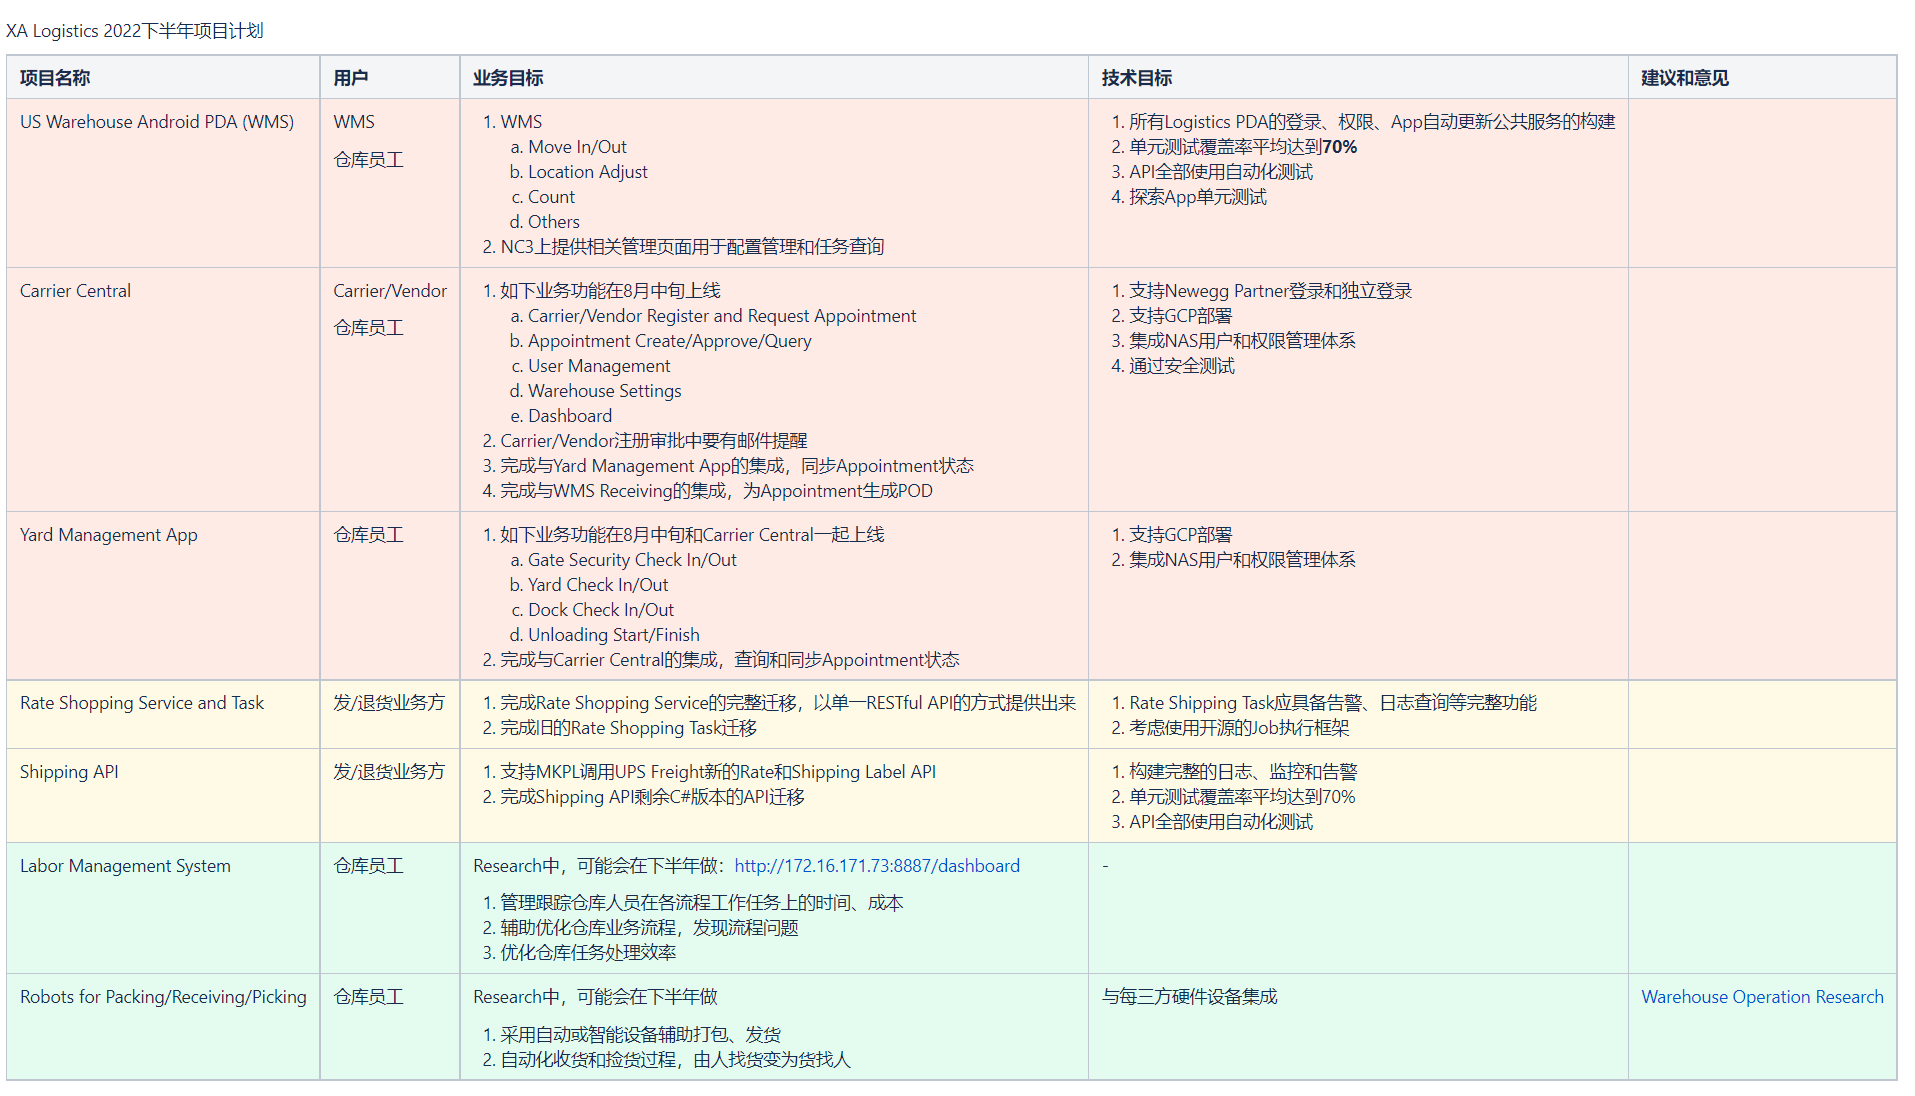 XA Logistics 2022下半年项目计划
项目名称
用户
业务目标
技术目标
建议和意见
US Warehouse Android PDA (WMS)
WMS
仓库员工
1. WMS
a. Move In/Out
b. Location Adjust
c. Count
d. Others
2. NC3上提供相关管理页面用于配置管理和任务查询
1. 所有Logistics PDA的登录、权限、App自动更新公共服务的构建
2. 单元测试覆盖率平均达到70%
3. API全部使用自动化测试
4. 探索App单元测试
Carrier Central
Carrier/Vendor
仓库员工
1. 如下业务功能在8月中旬上线
a. Carrier/Vendor Register and Request Appointment
b. Appointment Create/Approve/Query
c. User Management
d. Warehouse Settings
e. Dashboard
2. Carrier/Vendor注册审批中要有邮件提醒
3. 完成与Yard Management App的集成，同步Appointment状态
4. 完成与WMS Receiving的集成，为Appointment生成POD
1. 支持Newegg Partner登录和独立登录
2. 支持GCP部署
3. 集成NAS用户和权限管理体系
4. 通过安全测试
Yard Management App
仓库员工
1. 如下业务功能在8月中旬和Carrier Central一起上线
a. Gate Security Check In/Out
b. Yard Check In/Out
c. Dock Check In/Out
d. Unloading Start/Finish
2. 完成与Carrier Central的集成，查询和同步Appointment状态
1. 支持GCP部署
2. 集成NAS用户和权限管理体系
Rate Shopping Service and Task
发/退货业务方
1. 完成Rate Shopping Service的完整迁移，以单一RESTful API的方式提供出来
2. 完成旧的Rate Shopping Task迁移
1. Rate Shipping Task应具备告警、日志查询等完整功能
2. 考虑使用开源的Job执行框架
Shipping API
发/退货业务方
1. 支持MKPL调用UPS Freight新的Rate和Shipping Label API
2. 完成Shipping API剩余C#版本的API迁移
1. 构建完整的日志、监控和告警
2. 单元测试覆盖率平均达到70%
3. API全部使用自动化测试
Labor Management System
仓库员工
Research中，可能会在下半年做：http://172.16.171.73:8887/dashboard
1. 管理跟踪仓库人员在各流程工作任务上的时间、成本
2. 辅助优化仓库业务流程，发现流程问题
3. 优化仓库任务处理效率
-
Robots for Packing/Receiving/Picking
仓库员工
Research中，可能会在下半年做
1. 采用自动或智能设备辅助打包、发货
2. 自动化收货和捡货过程，由人找货变为货找人
与每三方硬件设备集成
Warehouse Operation Research